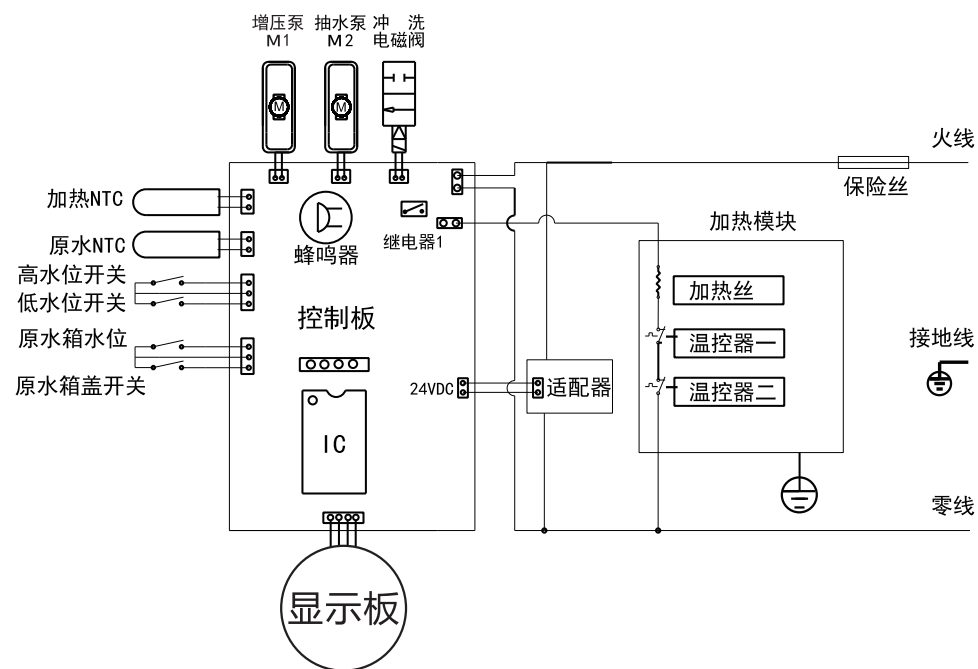 增压泵
M1
抽水泵
M2
冲 洗
电磁阀
M
M
火线
保险丝
加热NTC
原水NTC
高水位开关
低水位开关
原水箱水位
原水箱盖开关
蜂鸣器
继电器1
控制板
IC
24VDC
适配器
加热模块
加热丝
温控器一
温控器二
接地线
零线
显示板